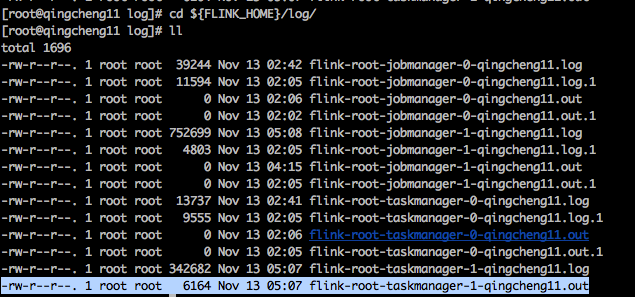 [root@qingcheng11 log]# cd ${FLINK_HOME}/log/
[root@qingcheng11 log]# ll
total 1696
-rw-r--r--. 1 root root  39244 Nov 13 02:42 flink-root-jobmanager-0-qingcheng11.log
-rw-r--r--. 1 root root  11594 Nov 13 02:05 flink-root-jobmanager-0-qingcheng11.log.1
-rw-r--r--. 1 root root      0 Nov 13 02:06 flink-root-jobmanager-0-qingcheng11.out
-rw-r--r--. 1 root root      0 Nov 13 02:02 flink-root-jobmanager-0-qingcheng11.out.1
-rw-r--r--. 1 root root 752699 Nov 13 05:08 flink-root-jobmanager-1-qingcheng11.log
-rw-r--r--. 1 root root   4803 Nov 13 02:05 flink-root-jobmanager-1-qingcheng11.log.1
-rw-r--r--. 1 root root      0 Nov 13 04:15 flink-root-jobmanager-1-qingcheng11.out
-rw-r--r--. 1 root root      0 Nov 13 02:05 flink-root-jobmanager-1-qingcheng11.out.1
-rw-r--r--. 1 root root  13737 Nov 13 02:41 flink-root-taskmanager-0-qingcheng11.log
-rw-r--r--. 1 root root   9555 Nov 13 02:05 flink-root-taskmanager-0-qingcheng11.log.1
-rw-r--r--. 1 root root      0 Nov 13 02:06 flink-root-taskmanager-0-qingcheng11.out
-rw-r--r--. 1 root root      0 Nov 13 02:05 flink-root-taskmanager-0-qingcheng11.out.1
-rw-r--r--. 1 root root 342682 Nov 13 05:07 flink-root-taskmanager-1-qingcheng11.log
-rw-r--r--. 1 root root   6164 Nov 13 05:07 flink-root-taskmanager-1-qingcheng11.out